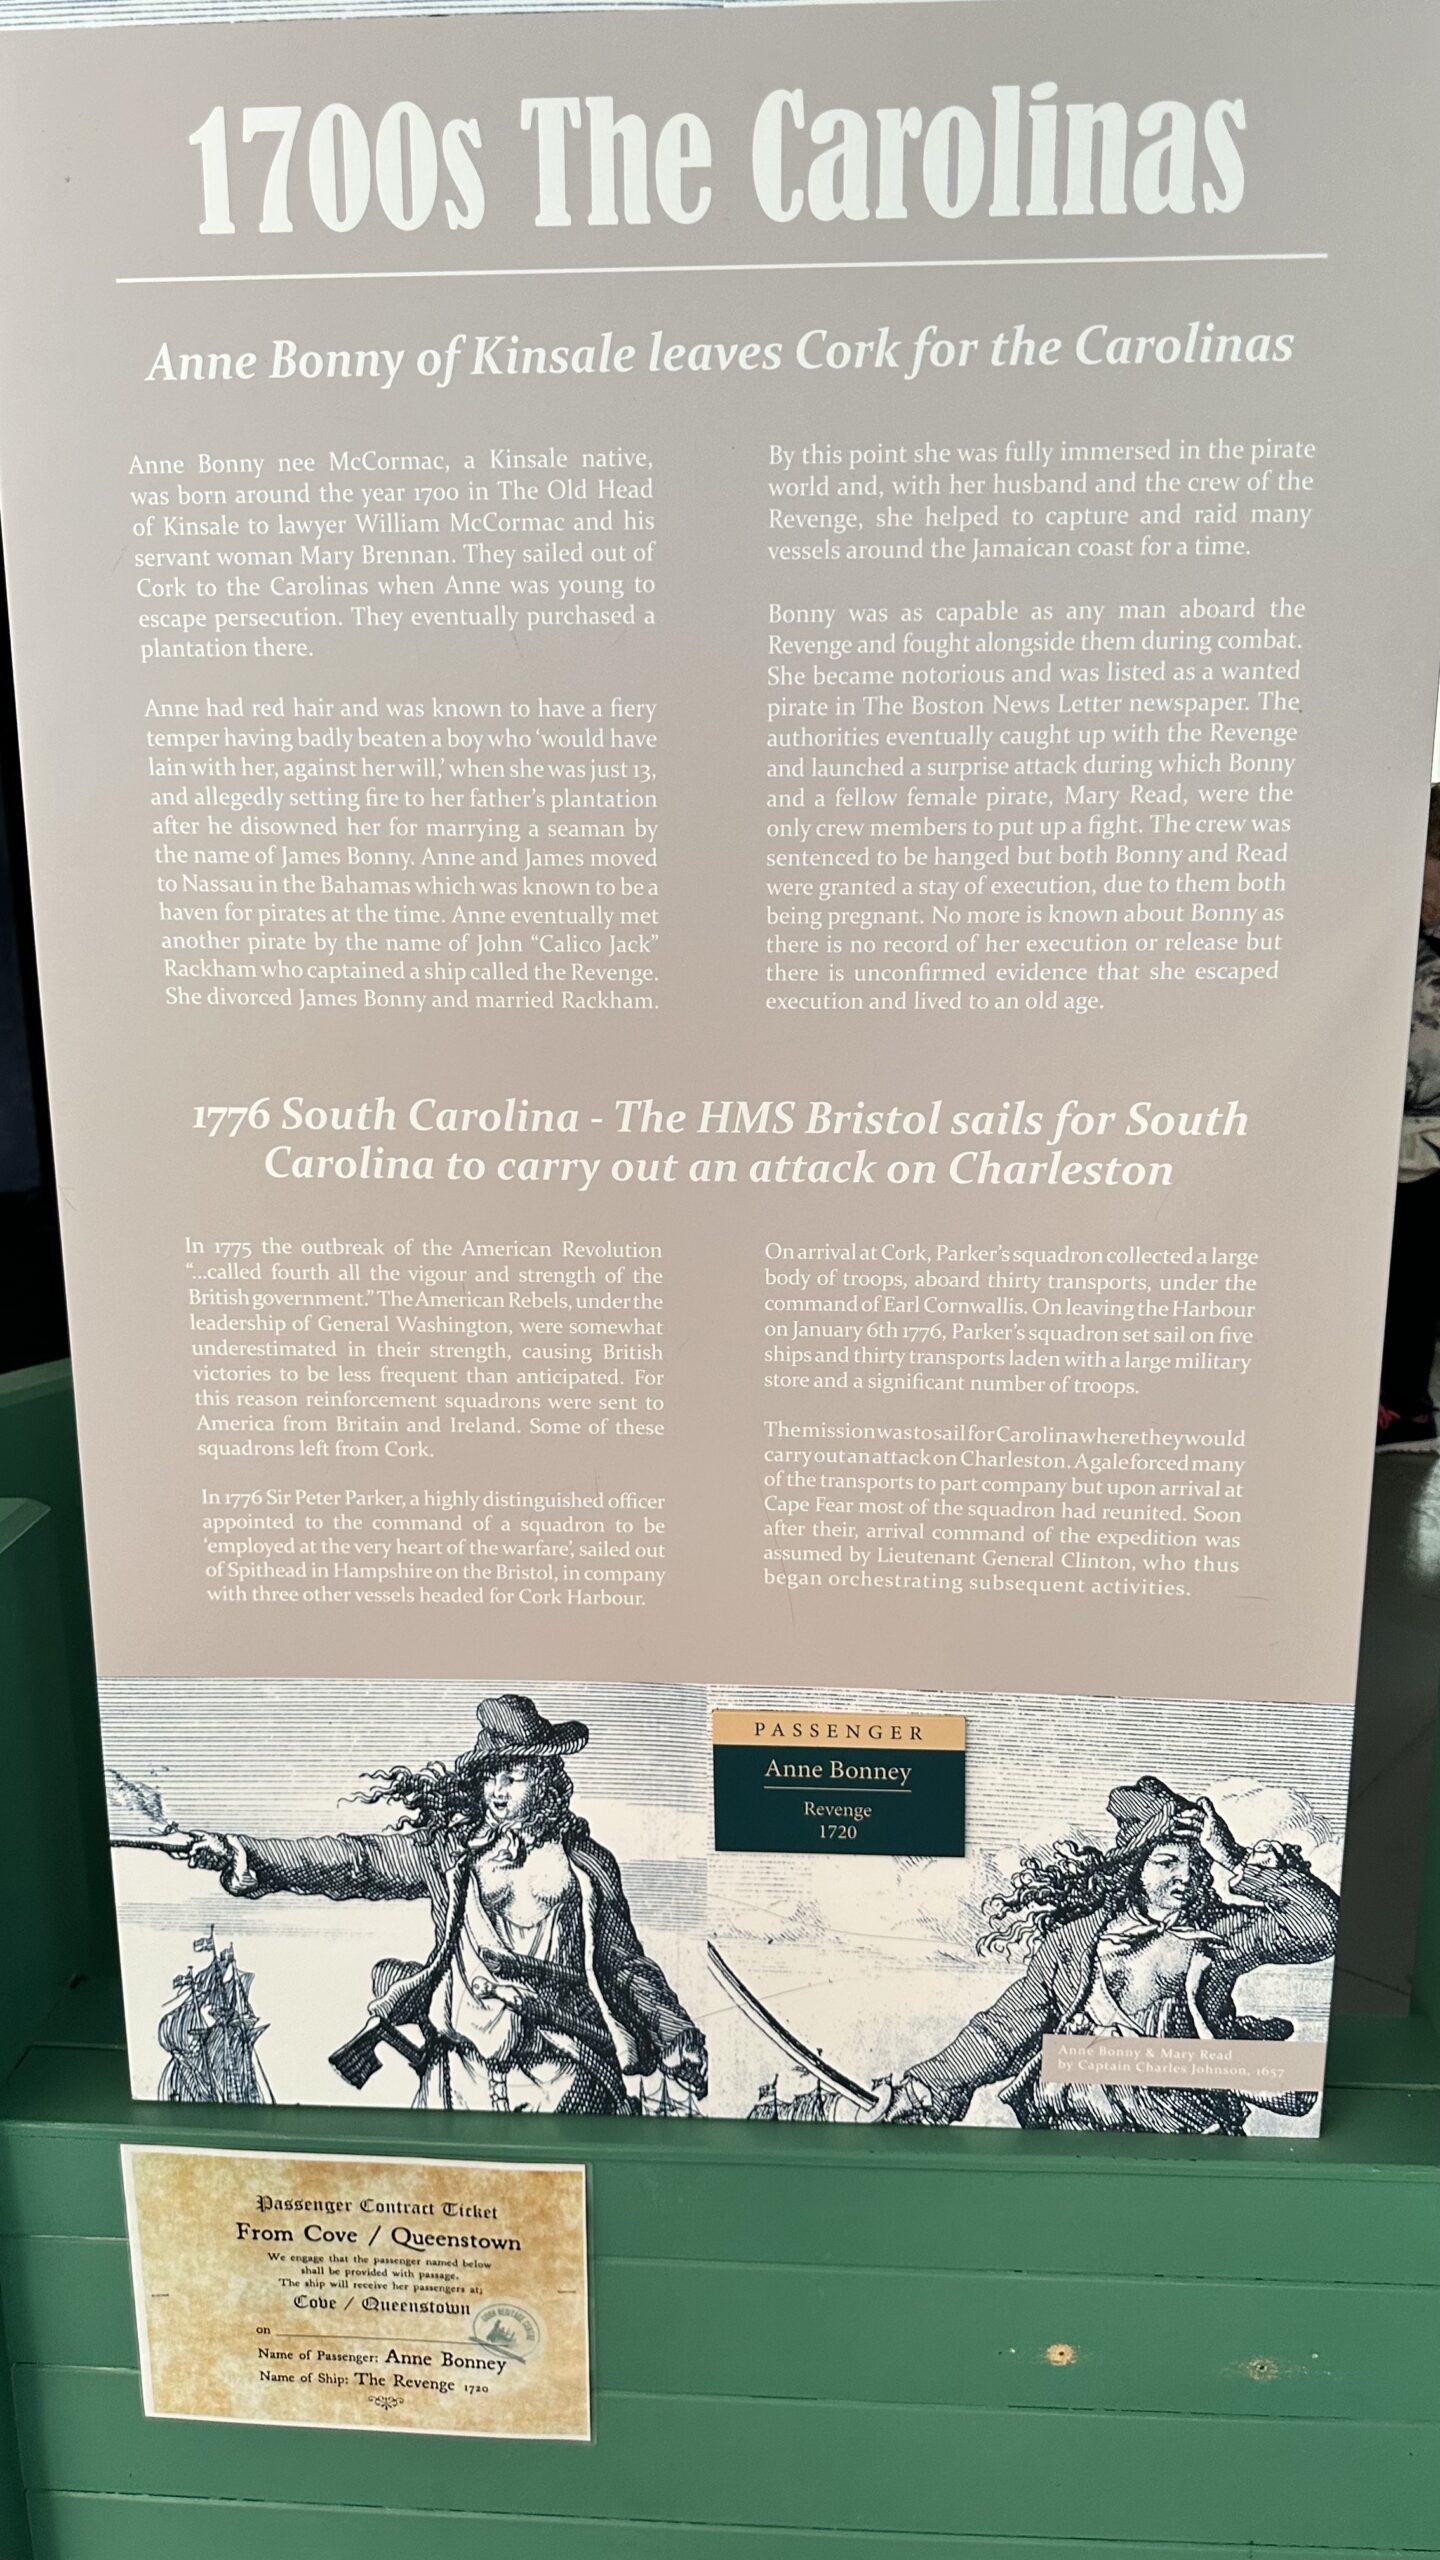 1700s The Carolinas
Anne Bonny of Kinsale leaves Cork for the Carolinas
Anne Bonny nee McCormac, a Kinsale native,
was born around the year 1700 in The Old Head
of Kinsale to lawyer William McCormac and his
servant woman Mary Brennan. They sailed out of
Cork to the Carolinas when Anne was young to
escape persecution. They eventually purchased a
plantation there.
Anne had red hair and was known to have a fiery
temper having badly beaten a boy who ‘would have
lain with her, against her will,’ when she was just 13,
and allegedly setting fire to her father’s plantation
after he disowned her for marrying a seaman by
the name of James Bonny. Anne and James moved
to Nassau in the Bahamas which was known to be a
haven for pirates at the time. Anne eventually met
another pirate by the name of John “Calico Jack”
Rackham who captained a ship called the Revenge.
She divorced James Bonny and married Rackham.
By this point she was fully immersed in the pirate
world and, with her husband and the crew of the
Revenge, she helped to capture and raid many
vessels around the Jamaican coast for a time.
Bonny was as capable as any man aboard the
Revenge and fought alongside them during combat.
She became notorious and was listed as a wanted
pirate in The Boston News Letter newspaper. The
authorities eventually caught up with the Revenge
and launched a surprise attack during which Bonny
and a fellow female pirate, Mary Read, were the
only crew members to put up a fight. The crew was
sentenced to be hanged but both Bonny and Read
were granted a stay of execution, due to them both
being pregnant. No more is known about Bonny as
there is no record of her execution or release but
there is unconfirmed evidence that she escaped
execution and lived to an old age.
1776 South Carolina - The HMS Bristol sails for South
Carolina to carry out an attack on Charleston
In 1775 the outbreak of the American Revolution
“...called fourth all the vigour and strength of the
British government.” The American Rebels, under the
leadership of General Washington, were somewhat
underestimated in their strength, causing British
victories to be less frequent than anticipated. For
this reason reinforcement squadrons were sent to
America from Britain and Ireland. Some of these
squadrons left from Cork.
In 1776 Sir Peter Parker, a highly distinguished officer
appointed to the command of a squadron to be
‘employed at the very heart of the warfare’, sailed out
of Spithead in Hampshire on the Bristol, in company
with three other vessels headed for Cork Harbour.
On arrival at Cork, Parker’s squadron collected a large
body of troops, aboard thirty transports, under the
command of Earl Cornwallis. On leaving the Harbour
on January 6th 1776, Parker’s squadron set sail on five
ships and thirty transports laden with a large military
store and a significant number of troops.
The mission was to sail for Carolina where they would
carry out an attack on Charleston. A gale forced many
of the transports to part company but upon arrival at
Cape Fear most of the squadron had reunited. Soon
after their, arrival command of the expedition was
assumed by Lieutenant General Clinton, who thus
began orchestrating subsequent activities.
PASSENGER
Anne Bonney
Revenge
1720
Anne Bonny & Mary Read
by Captain Charles Johnson, 1657
Passenger Contract Ticket
From Cove / Queenstown
We engage that the passenger named below
shall be provided with passage.
The ship will receive her passengers at;
Cove / Queenstown
on
Name of Passenger: Anne Bonney
Name of Ship: The Revenge 1720